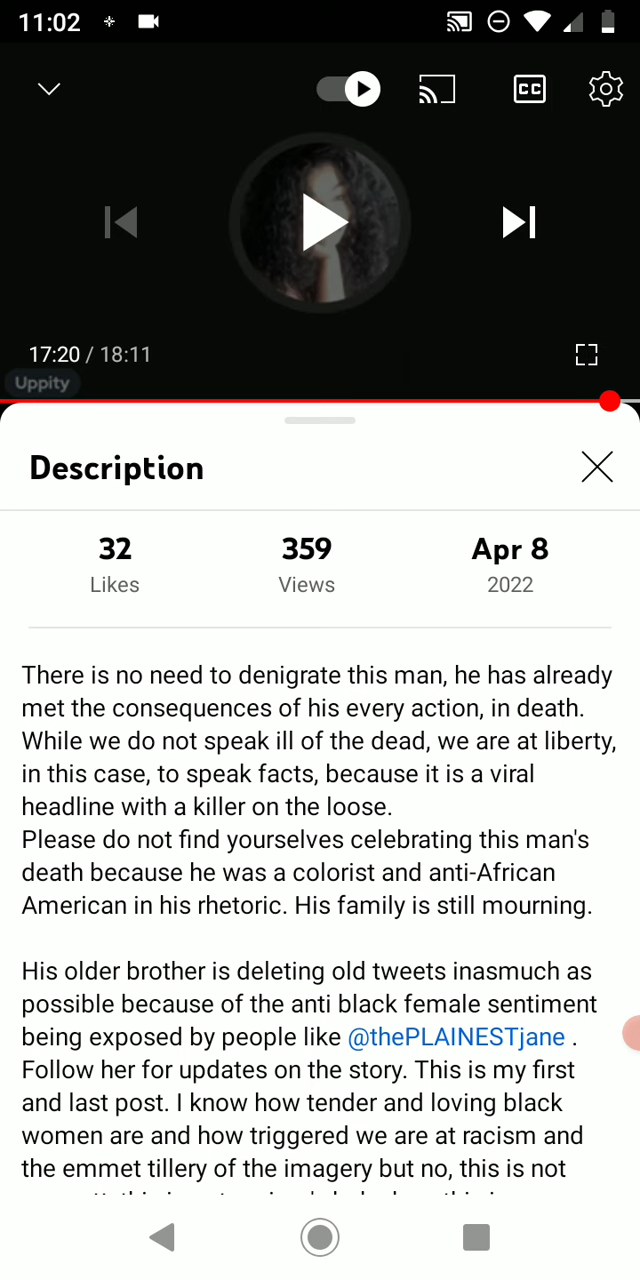 11:02
17:20 / 18:11
Uppity
Description
32
Likes
359
Views
Apr 8
2022
There is no need to denigrate this man, he has already
met the consequences of his every action, in death.
While we do not speak ill of the dead, we are at liberty,
in this case, to speak facts, because it is a viral
headline with a killer on the loose.
Please do not find yourselves celebrating this man's
death because he was a colorist and anti-African
American in his rhetoric. His family is still mourning.
His older brother is deleting old tweets inasmuch as
possible because of the anti black female sentiment
being exposed by people like @thePLAINESTjane .
Follow her for updates on the story. This is my first
and last post. I know how tender and loving black
women are and how triggered we are at racism and
the emmet tillery of the imagery but no, this is not